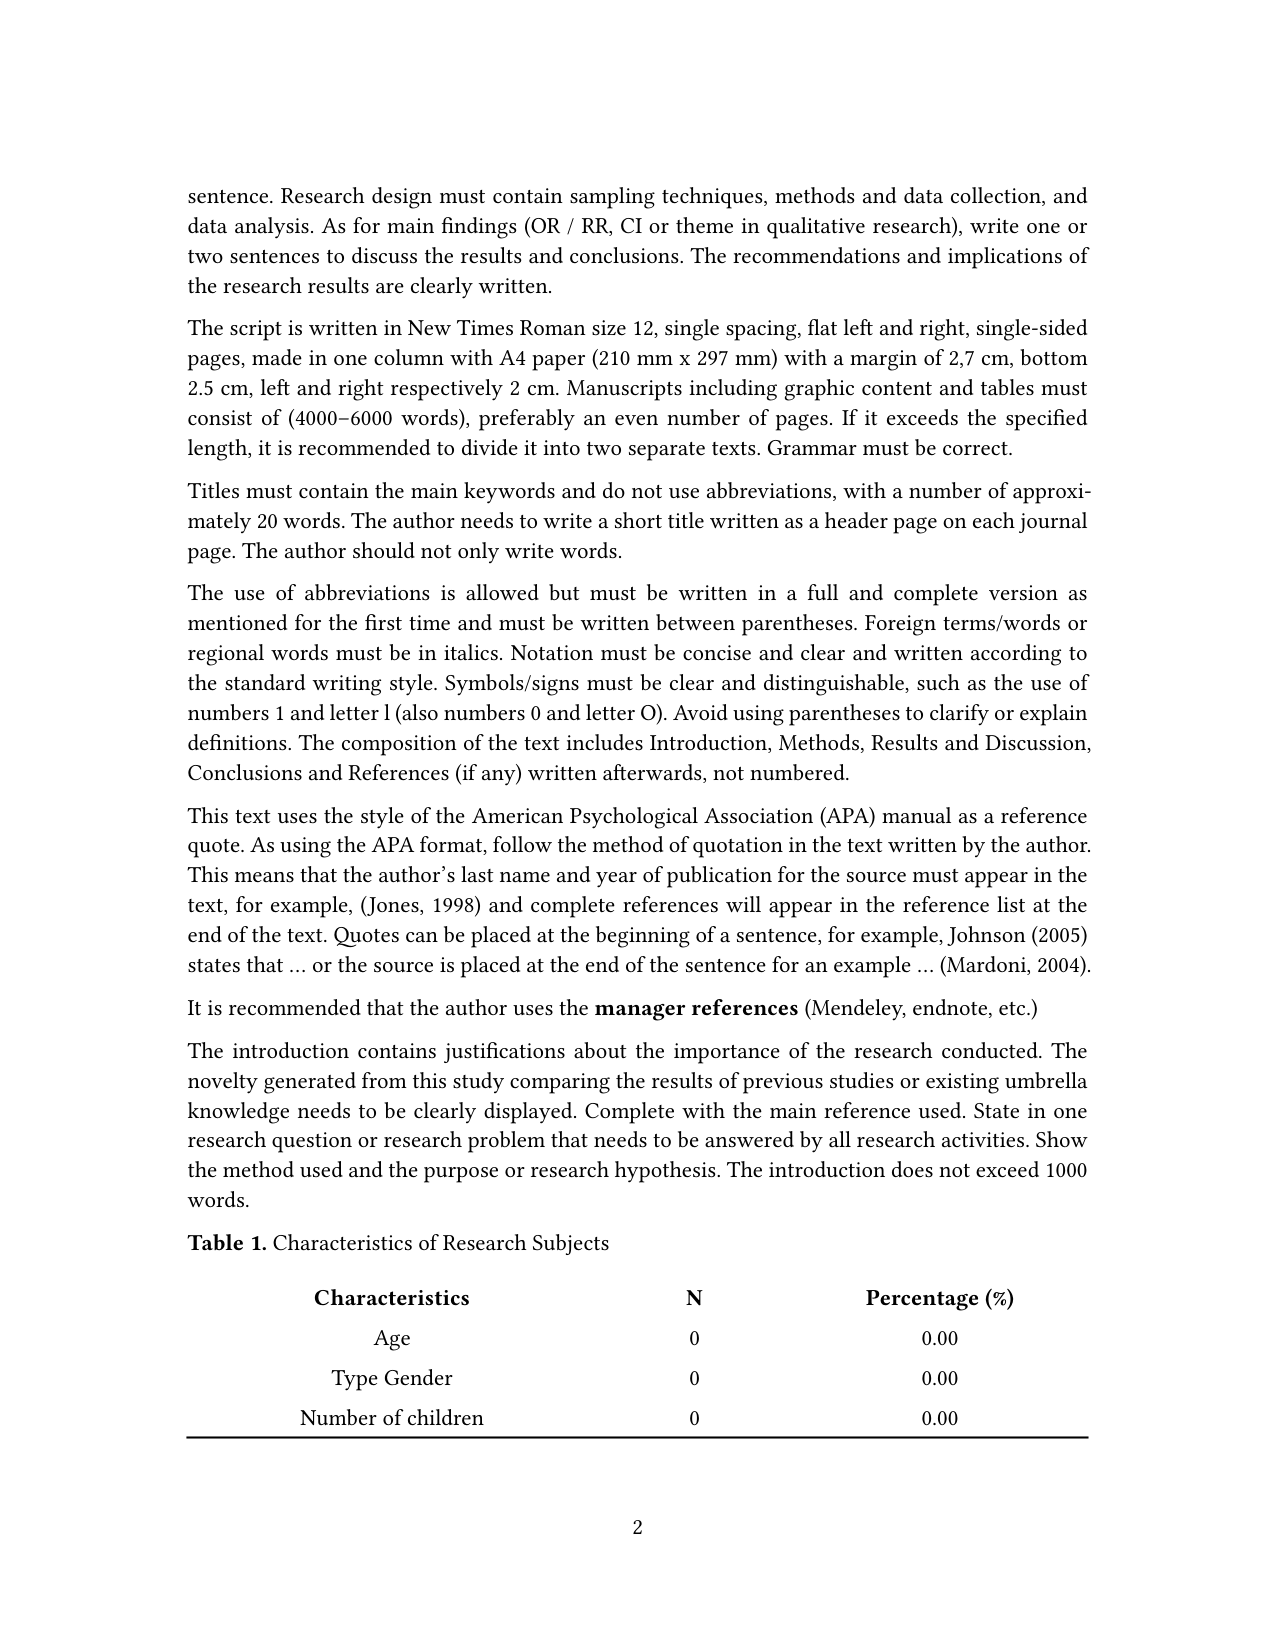 sentence. Research design must contain sampling techniques, methods and data collection, and
data analysis. As for main findings (OR / RR, CI or theme in qualitative research), write one or
two sentences to discuss the results and conclusions. The recommendations and implications of
the research results are clearly written.
The script is written in New Times Roman size 12, single spacing, flat left and right, single-sided
pages, made in one column with A4 paper (210 mm x 297 mm) with a margin of 2,7 cm, bottom
2.5 cm, left and right respectively 2 cm. Manuscripts including graphic content and tables must
consist of (4000–6000 words), preferably an even number of pages. If it exceeds the specified
length, it is recommended to divide it into two separate texts. Grammar must be correct.
Titles must contain the main keywords and do not use abbreviations, with a number of approxi-
mately 20 words. The author needs to write a short title written as a header page on each journal
page. The author should not only write words.
The use of abbreviations is allowed but must be written in a full and complete version as
mentioned for the first time and must be written between parentheses. Foreign terms/words or
regional words must be in italics. Notation must be concise and clear and written according to
the standard writing style. Symbols/signs must be clear and distinguishable, such as the use of
numbers 1 and letter l (also numbers 0 and letter O). Avoid using parentheses to clarify or explain
definitions. The composition of the text includes Introduction, Methods, Results and Discussion,
Conclusions and References (if any) written afterwards, not numbered.
This text uses the style of the American Psychological Association (APA) manual as a reference
quote. As using the APA format, follow the method of quotation in the text written by the author.
This means that the author’s last name and year of publication for the source must appear in the
text, for example, (Jones, 1998) and complete references will appear in the reference list at the
end of the text. Quotes can be placed at the beginning of a sentence, for example, Johnson (2005)
states that … or the source is placed at the end of the sentence for an example … (Mardoni, 2004).
It is recommended that the author uses the manager references (Mendeley, endnote, etc.)
The introduction contains justifications about the importance of the research conducted. The
novelty generated from this study comparing the results of previous studies or existing umbrella
knowledge needs to be clearly displayed. Complete with the main reference used. State in one
research question or research problem that needs to be answered by all research activities. Show
the method used and the purpose or research hypothesis. The introduction does not exceed 1000
words.
Table 1. Characteristics of Research Subjects
Characteristics N Percentage (%)
Age 0 0.00
Type Gender 0 0.00
Number of children 0 0.00
2